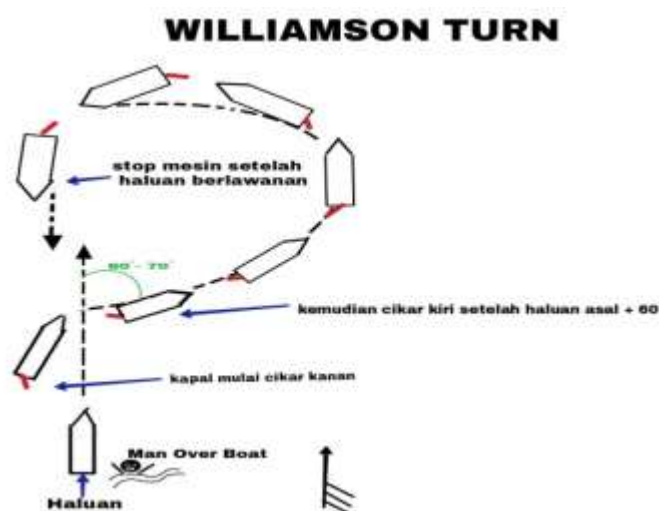 WILLIAMSON TURN
stop mesin setelah
haluan berlawanan
60°- 70°
kemudian cikar kiri setelah haluan asal + 60
kapal mulai cikar kanan
Man Over Boat
Haluan